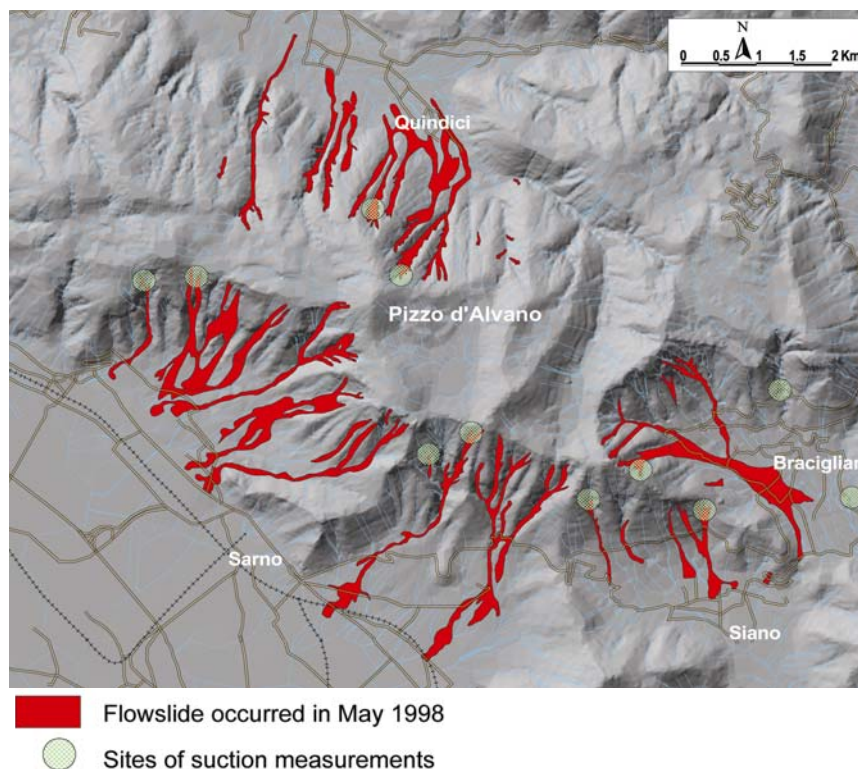 N
0 0.5 1 1.5 2 Km
Quindici
Pizzo d'Alvano
Bracigliar
Sarno
Siano
Flowslide occurred in May 1998
Sites of suction measurements